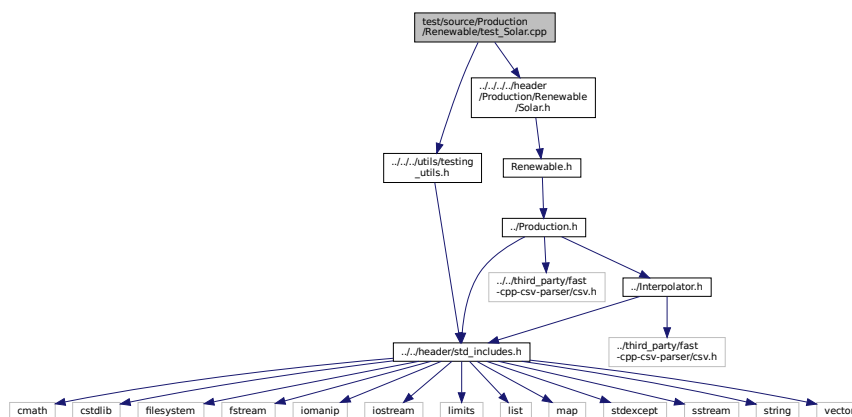 test/source/Production
/Renewable/test_Solar.cpp
../../../../header
/Production/Renewable
/Solar.h
../../../utils/testing
_utils.h
Renewable.h
../Production.h
../../third_party/fast
-cpp-csv-parser/csv.h
../Interpolator.h
../third_party/fast
-cpp-csv-parser/csv.h
../../header/std_includes.h
cmath
cstdlib
filesystem
fstream
iomanip
iostream
limits
list
map
stdexcept
sstream
string
vecto